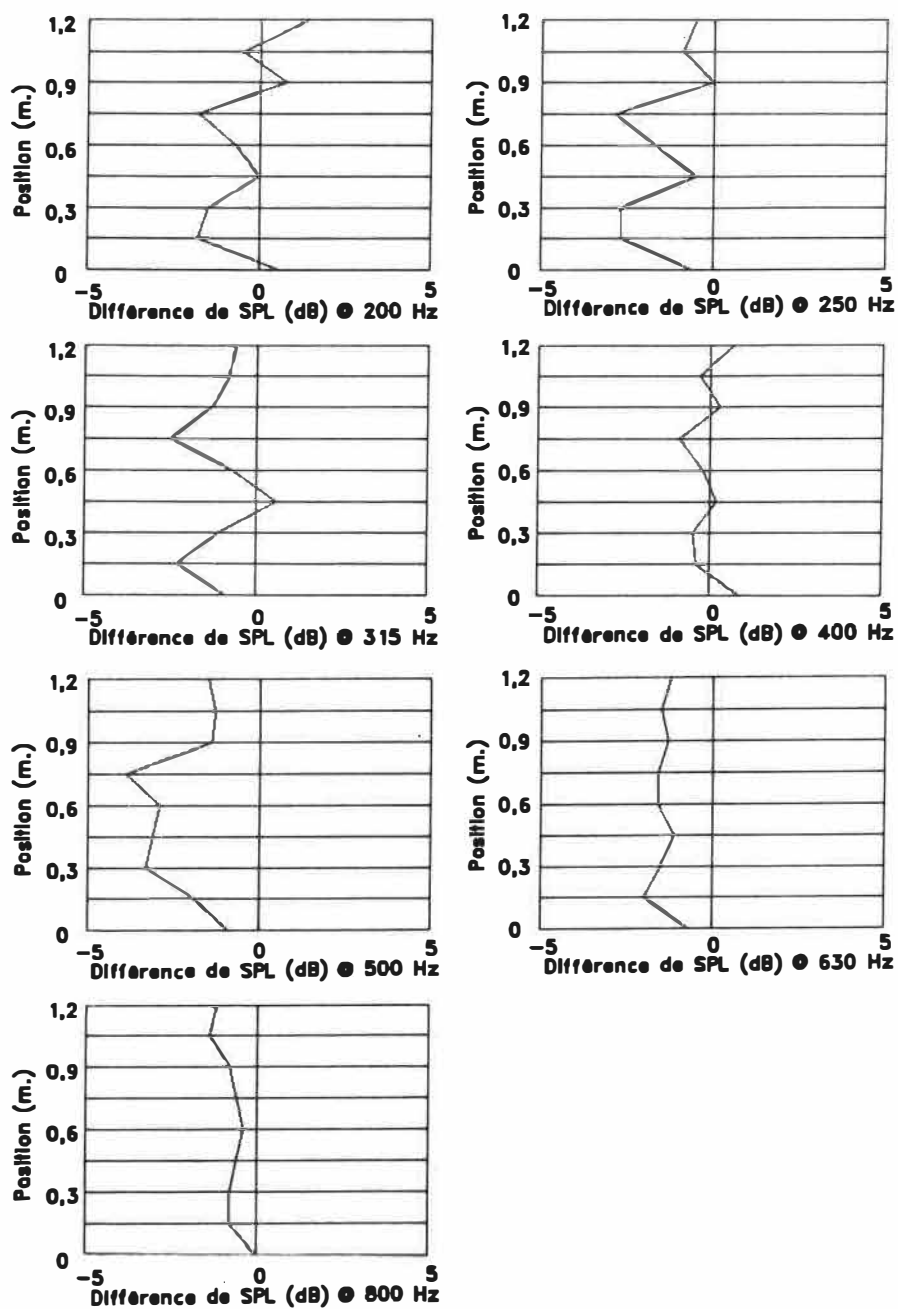 1,2
0,9
0,6
0,3
0
Position (m.)
-5 0 5
Différence de SPL (dB) @ 200 Hz
1,2
0,9
0,6
0,3
0
Position (m.)
-5 0 5
Différence de SPL (dB) @ 250 Hz
1,2
0,9
0,6
0,3
0
Position (m.)
-5 0 5
Différence de SPL (dB) @ 315 Hz
1,2
0,9
0,6
0,3
0
Position (m.)
-5 0 5
Différence de SPL (dB) @ 400 Hz
1,2
0,9
0,6
0,3
0
Position (m.)
-5 0 5
Différence de SPL (dB) @ 500 Hz
1,2
0,9
0,6
0,3
0
Position (m.)
-5 0 5
Différence de SPL (dB) @ 630 Hz
1,2
0,9
0,6
0,3
0
Position (m.)
-5 0 5
Différence de SPL (dB) @ 800 Hz